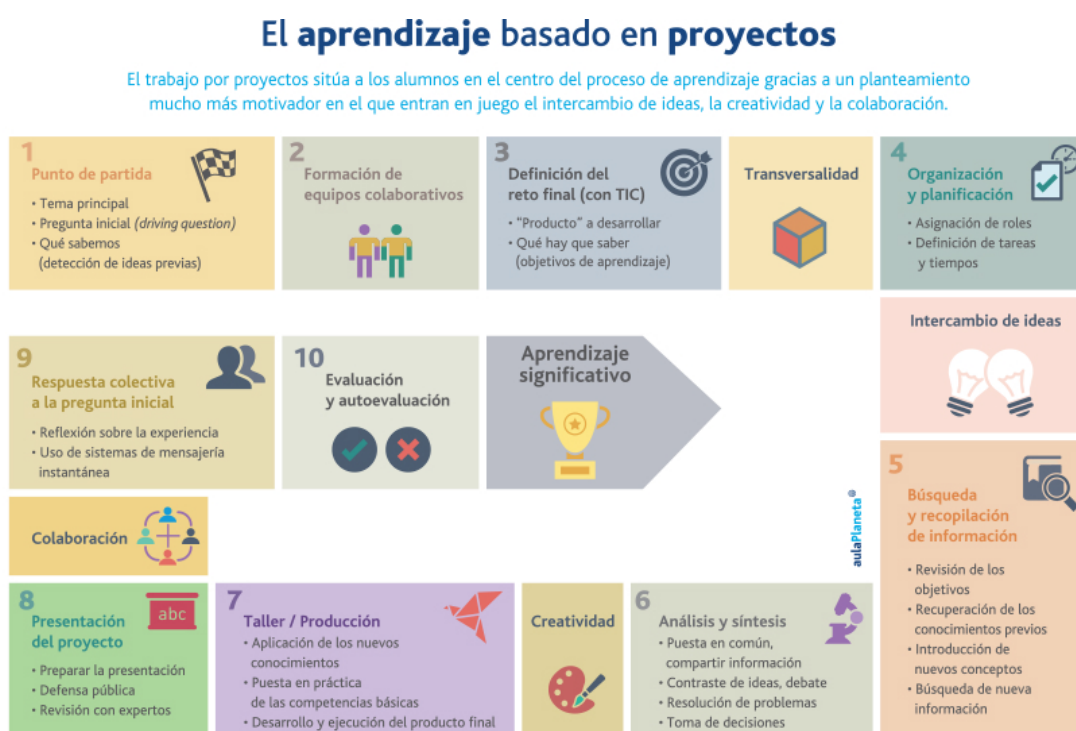 El aprendizaje basado en proyectos
El trabajo por proyectos sitúa a los alumnos en el centro del proceso de aprendizaje gracias a un planteamiento
mucho más motivador en el que entran en juego el intercambio de ideas, la creatividad y la colaboración.
1
Punto de partida
• Tema principal
• Pregunta inicial (driving question)
• Qué sabemos
(detección de ideas previas)
2
Formación de
equipos colaborativos
3
Definición del
reto final (con TIC)
• "Producto" a desarrollar
• Qué hay que saber
(objetivos de aprendizaje)
Transversalidad
4
Organización
y planificación
• Asignación de roles
• Definición de tareas
y tiempos
Intercambio de ideas
5
Búsqueda
y recopilación
de información
• Revisión de los
objetivos
• Recuperación de los
conocimientos previos
• Introducción de
nuevos conceptos
• Búsqueda de nueva
información
6
Análisis y síntesis
• Puesta en común,
compartir información
• Contraste de ideas, debate
• Resolución de problemas
• Toma de decisiones
Creatividad
7
Taller / Producción
• Aplicación de los nuevos
conocimientos
• Puesta en práctica
de las competencias básicas
• Desarrollo y ejecución del producto final
8
Presentación
del proyecto
abc
• Preparar la presentación
• Defensa pública
• Revisión con expertos
Colaboración
9
Respuesta colectiva
a la pregunta inicial
• Reflexión sobre la experiencia
• Uso de sistemas de mensajería
instantánea
10
Evaluación
y autoevaluación
Aprendizaje
significativo
aulaPlaneta